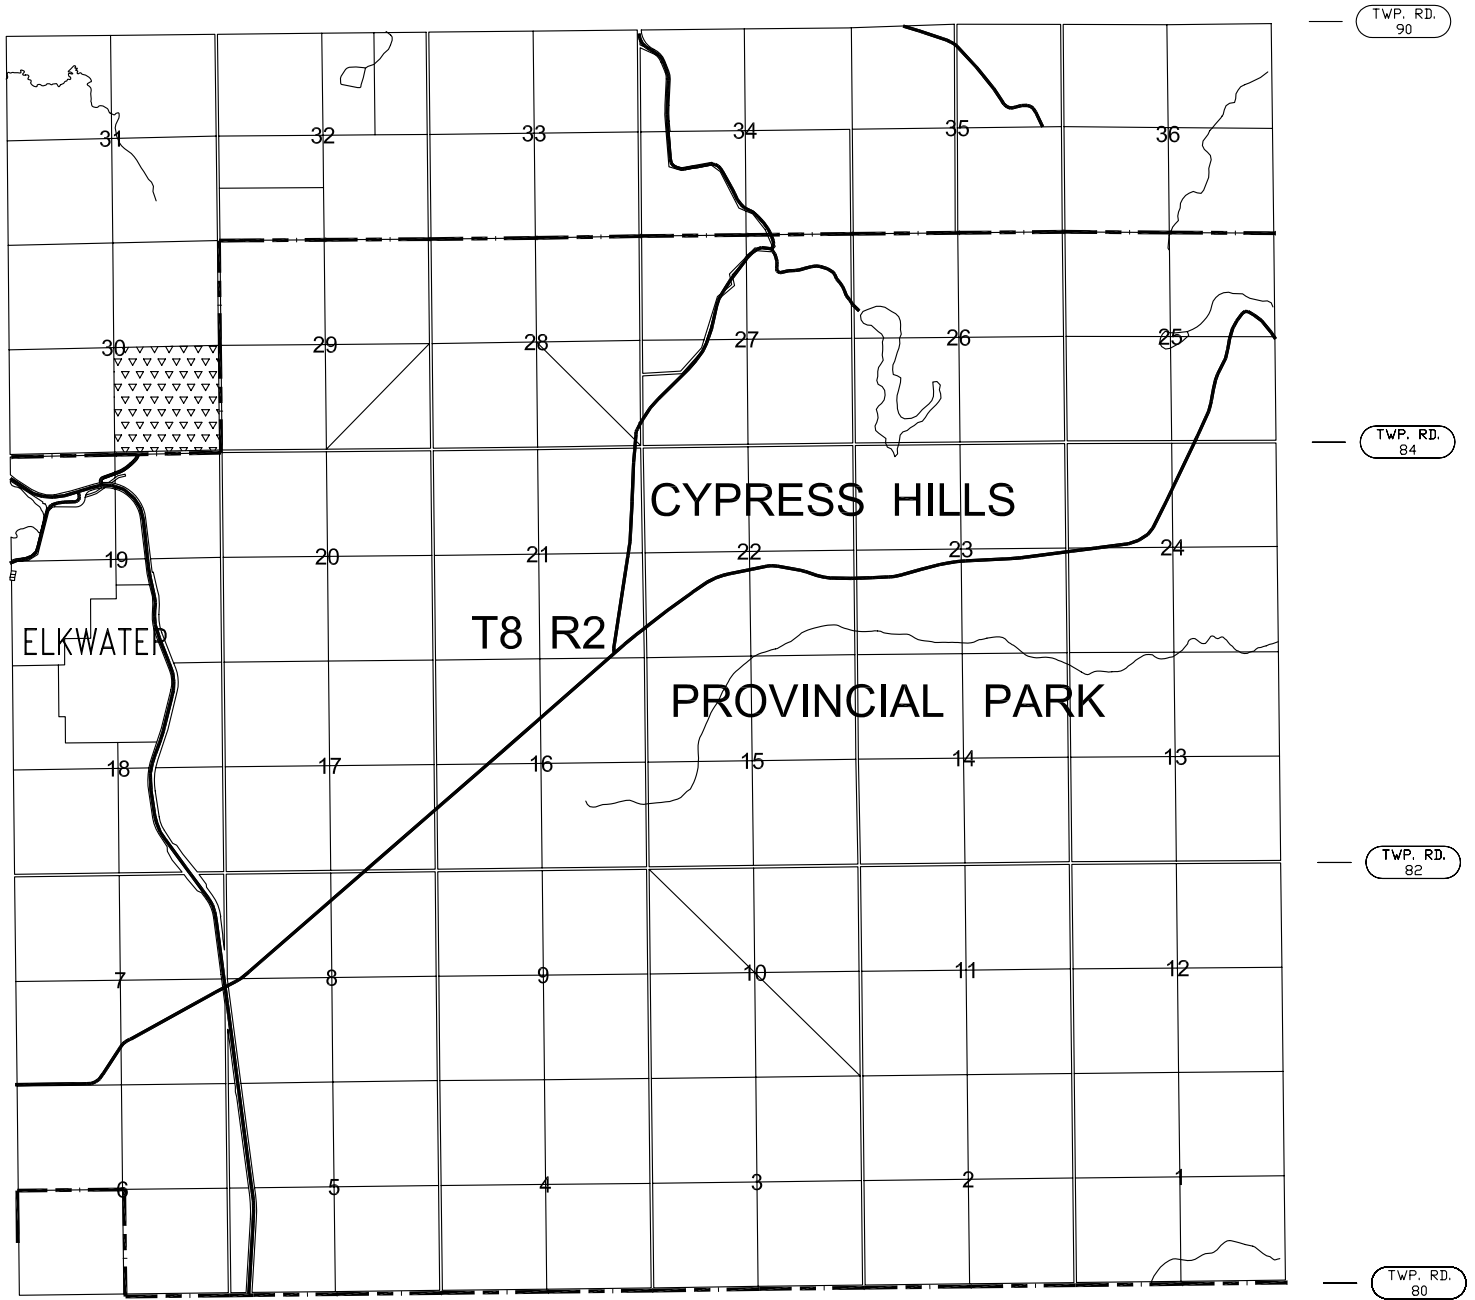 TWP. RD.
90
31 32 33 34 35 36
30 29 28 27 26 25
TWP. RD.
84
CYPRESS HILLS
19 20 21 22 23 24
ELKWATER
T8 R2
PROVINCIAL PARK
18 17 16 15 14 13
TWP. RD.
82
7 8 9 10 11 12
6 5 4 3 2 1
TWP. RD.
80